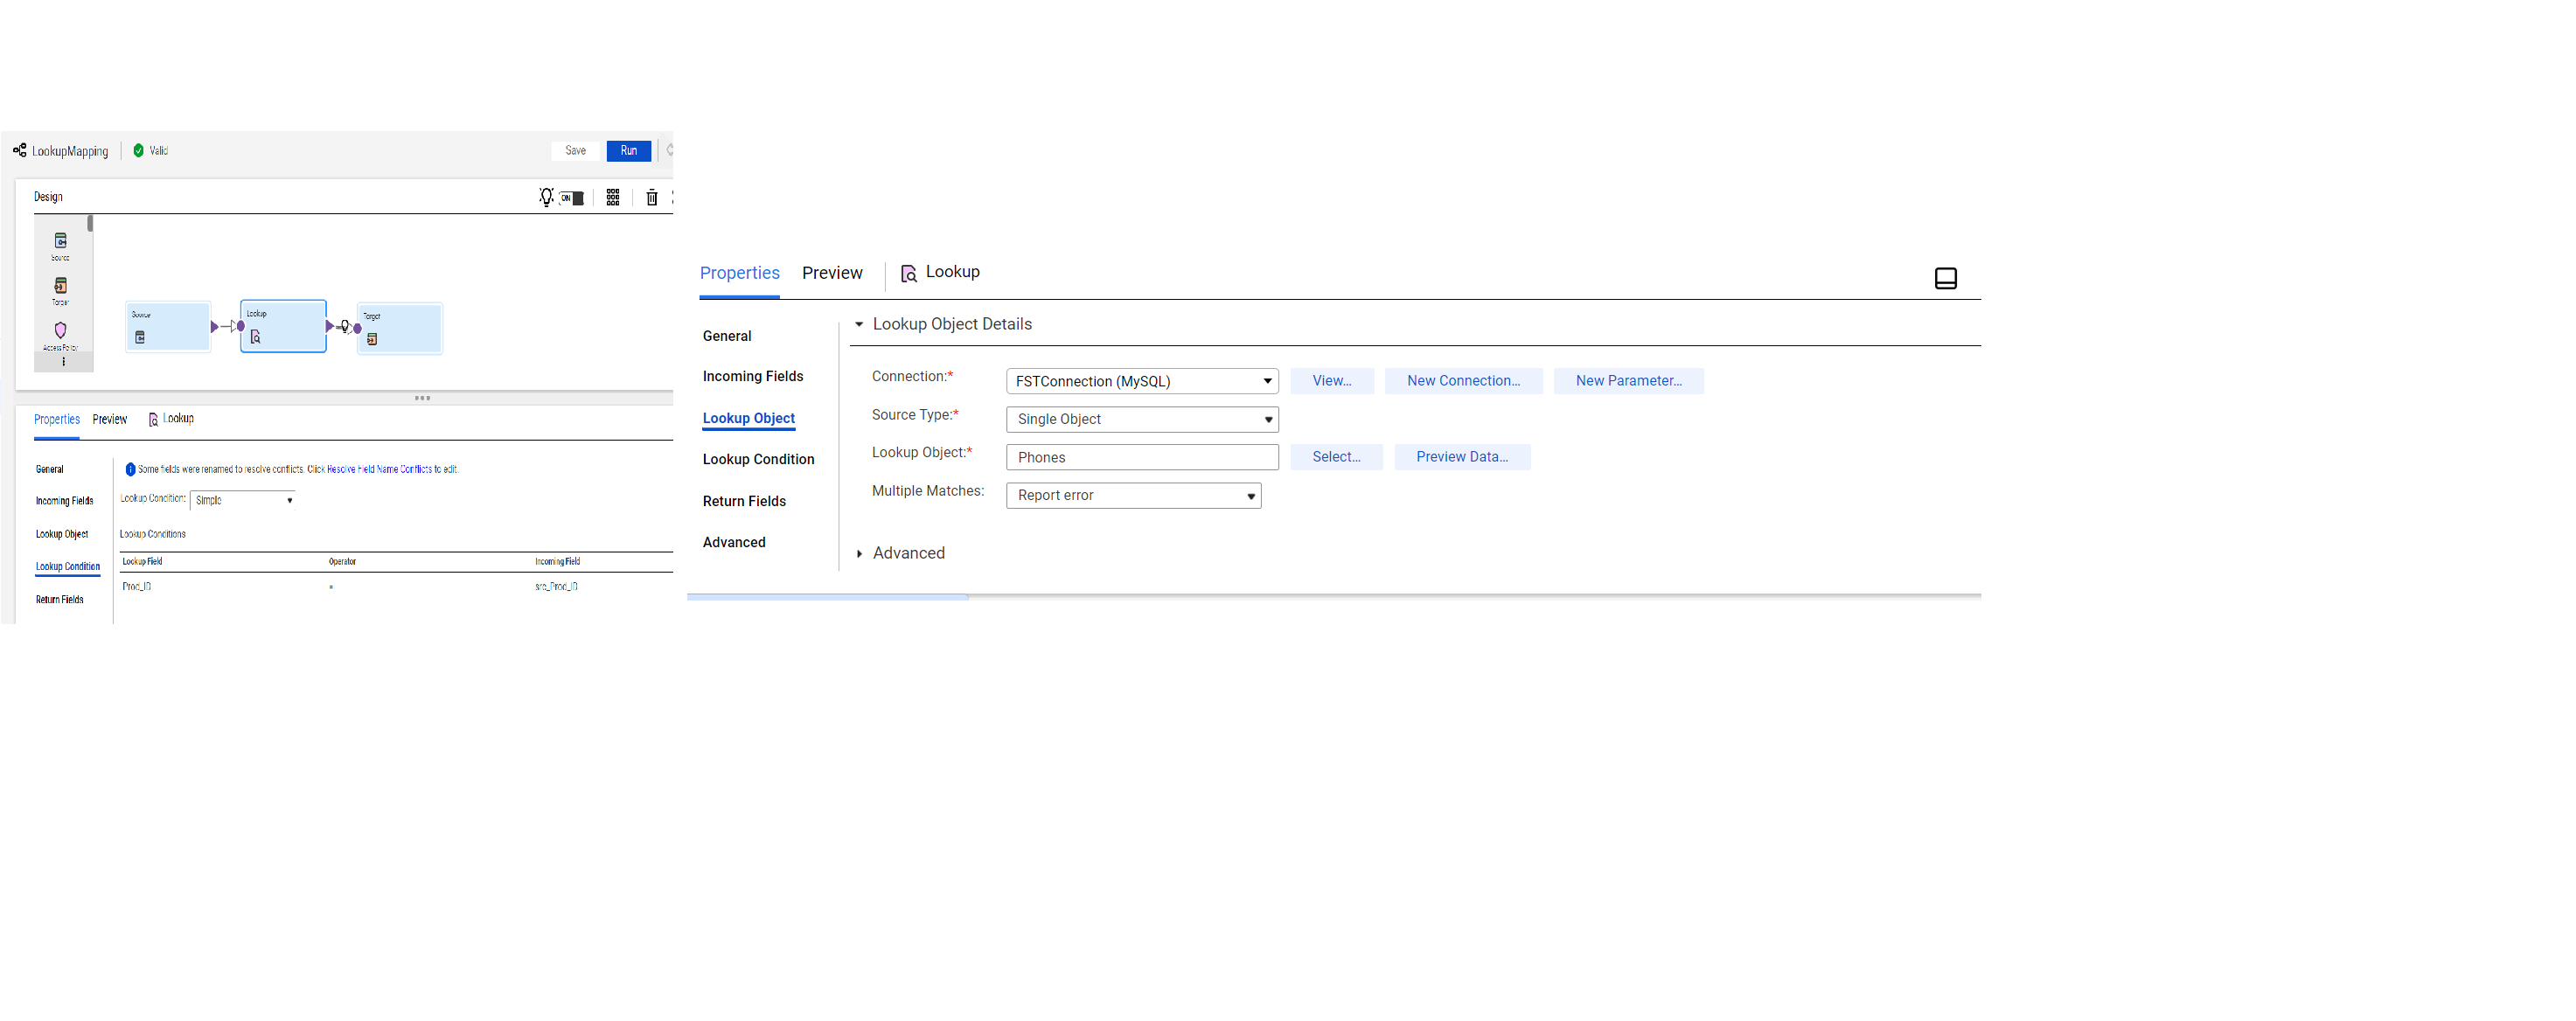 LookupMapping Valid Save Run
Design ON
Source
Target
Access Policy
Source
Lookup
Target
Properties Preview Lookup
General
Incoming Fields
Lookup Object
Lookup Condition
Return Fields
Some fields were renamed to resolve conflicts. Click Resolve Field Name Conflicts to edit.
Lookup Condition: Simple
Lookup Conditions
Lookup Field Operator Incoming Field
Prod_ID = src_Prod_ID
Properties Preview Lookup
General
Incoming Fields
Lookup Object
Lookup Condition
Return Fields
Advanced
Lookup Object Details
Connection:* FSTConnection (MySQL) View... New Connection... New Parameter...
Source Type:* Single Object
Lookup Object:* Phones Select... Preview Data...
Multiple Matches: Report error
Advanced